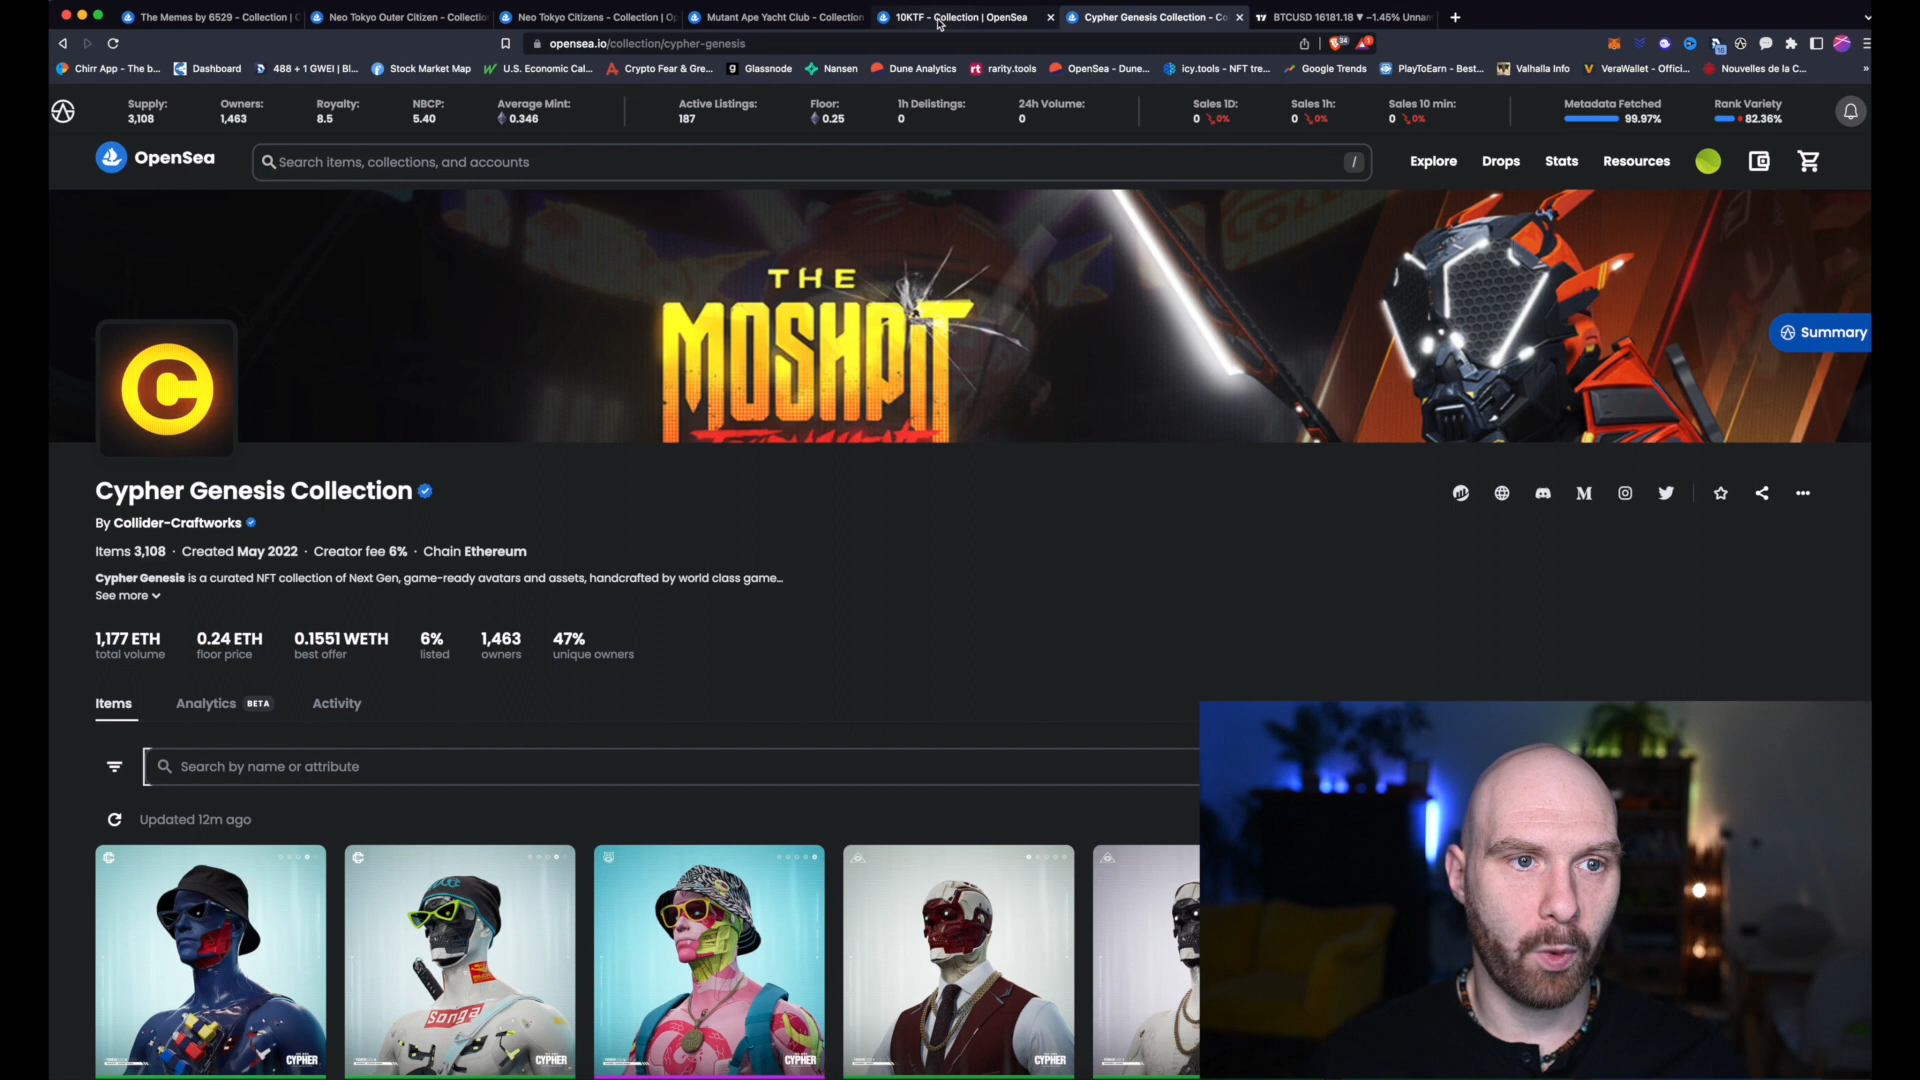 The Memes by 6529 - Collection | Neo Tokyo Outer Citizen - Collectio Neo Tokyo Citizens - Collection | O Mutant Ape Yacht Club - Collection 10KTF - Collection | OpenSea Cypher Genesis Collection - Co BTCUSD 16181.18 ▼ −1.45% Unnam
opensea.io/collection/cypher-genesis
Chirr App - The b... Dashboard 488 + 1 GWEI | Bl... Stock Market Map U.S. Economic Cal... Crypto Fear & Gre... Glassnode Nansen Dune Analytics rarity.tools OpenSea - Dune... icy.tools - NFT tre... Google Trends PlayToEarn - Best... Valhalla Info VeraWallet - Offici... Nouvelles de la C... »
Supply: Owners: Royalty: NBCP: Average Mint: Active Listings: Floor: 1h Delistings: 24h Volume: Sales 1D: Sales 1h: Sales 10 min: Metadata Fetched Rank Variety
3,108 1,463 8.5 5.40 0.346 187 0.25 0 0 0 0% 0 0% 0 0% 99.97% 82.36%
OpenSea Search items, collections, and accounts / Explore Drops Stats Resources
THE
MOSHPIT
Summary
C
Cypher Genesis Collection
By Collider-Craftworks
Items 3,108 · Created May 2022 · Creator fee 6% · Chain Ethereum
Cypher Genesis is a curated NFT collection of Next Gen, game-ready avatars and assets, handcrafted by world class game...
See more
1,177 ETH 0.24 ETH 0.1551 WETH 6% 1,463 47%
total volume floor price best offer listed owners unique owners
Items Analytics BETA Activity
Search by name or attribute
Updated 12m ago
Songa
CYPHER CYPHER CYPHER CYPHER